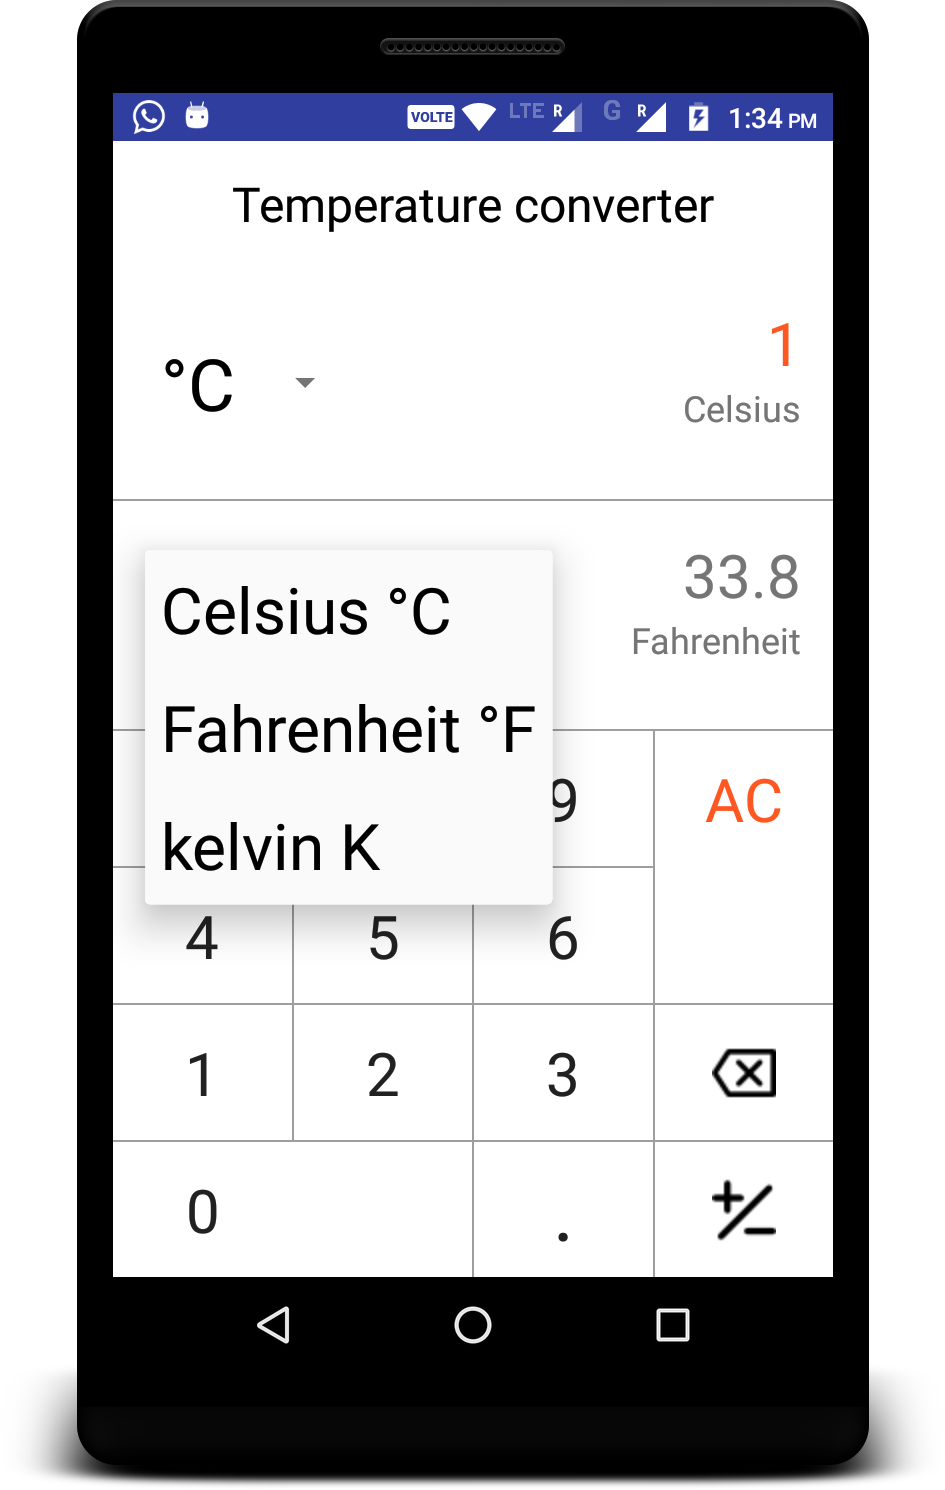 VOLTE LTE R G R 1:34 PM
Temperature converter
1
°C
Celsius
33.8
Fahrenheit
Celsius °C
Fahrenheit °F
kelvin K
9 AC
4 5 6
1 2 3
0 .